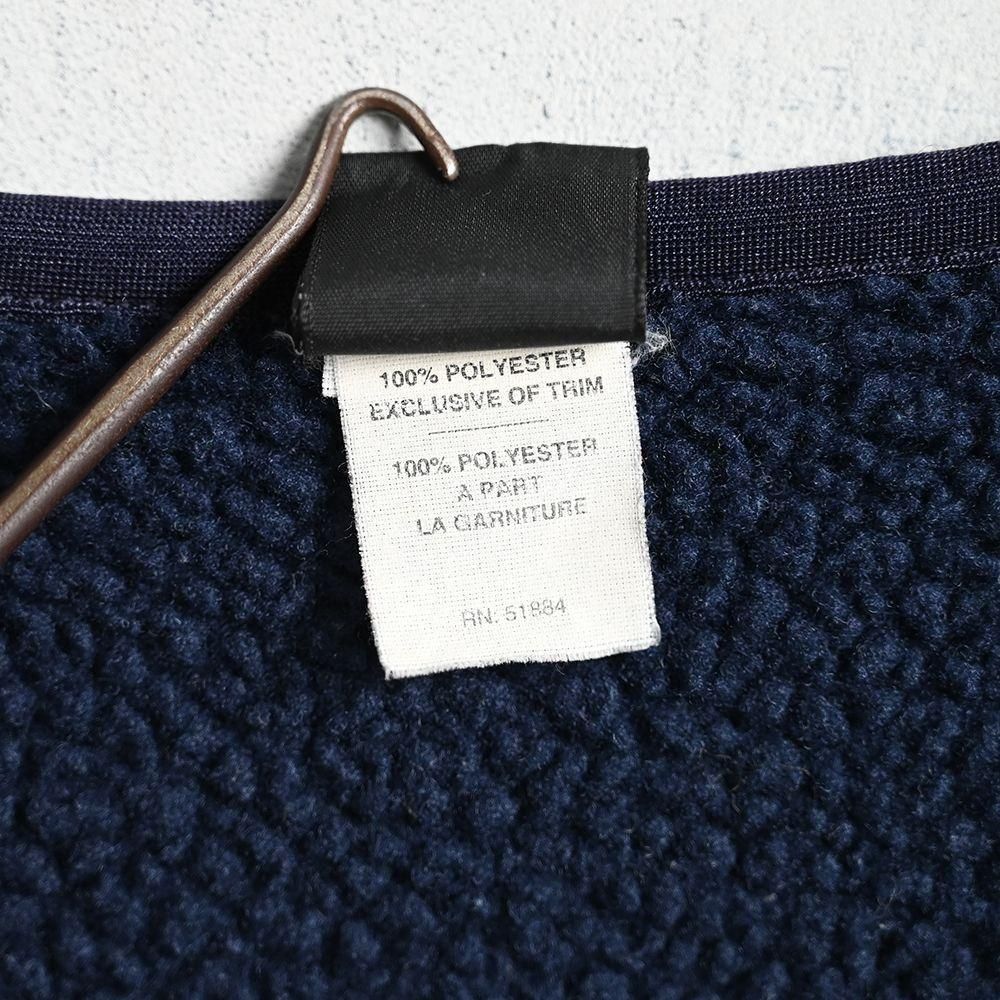 100% POLYESTER
EXCLUSIVE OF TRIM
100% POLYESTER
A PART
LA GARNITURE
RN. 51884